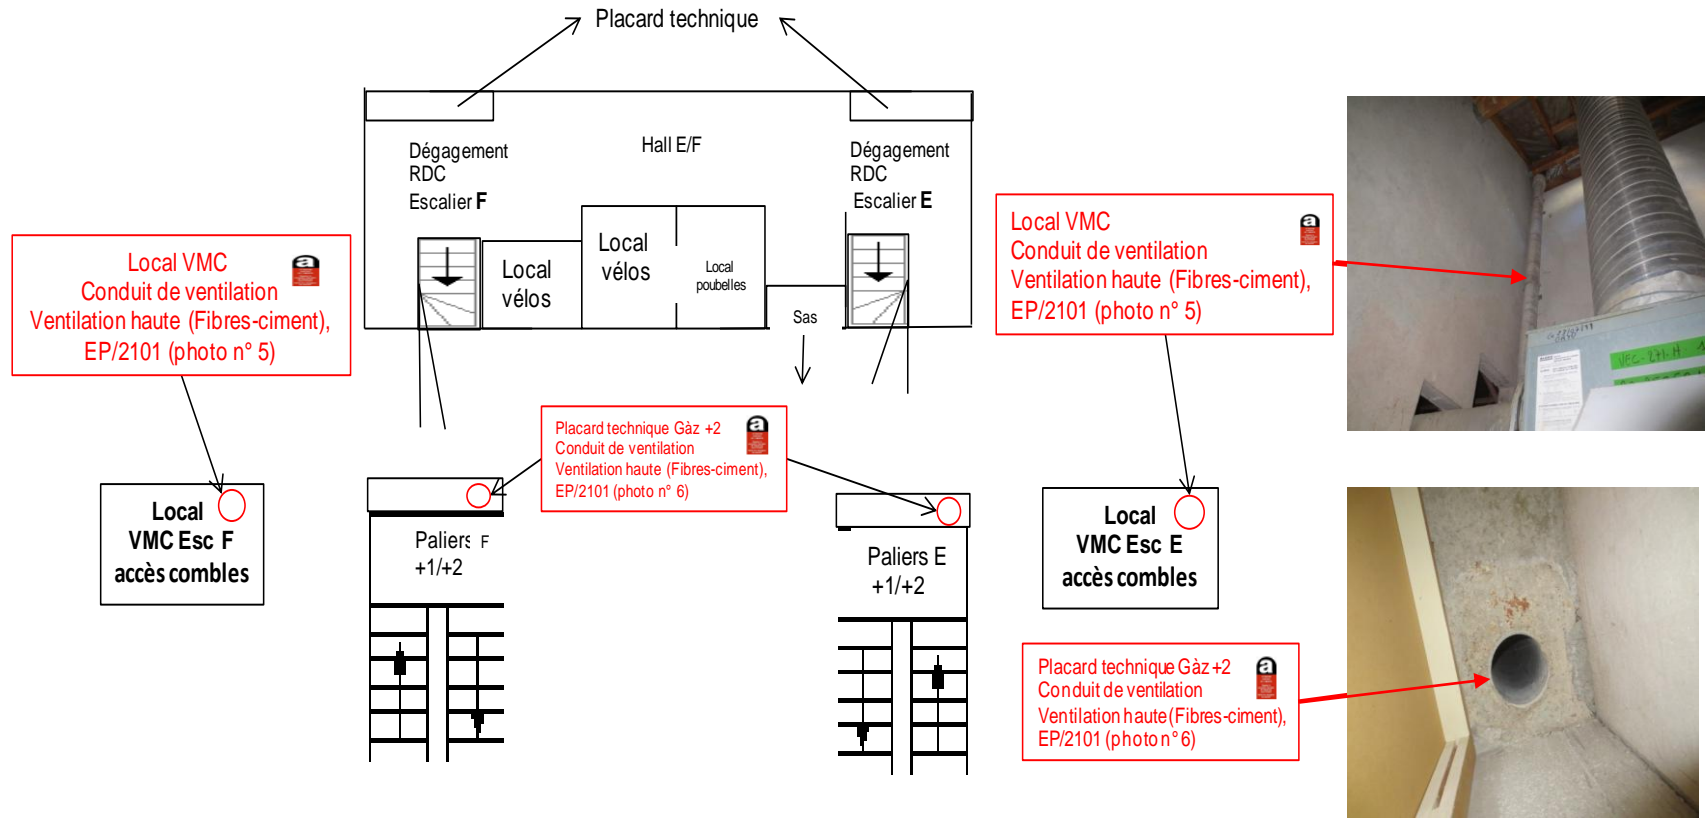 Placard technique
Hall E/F
Dégagement
RDC
Escalier F
Dégagement
RDC
Escalier E
Local
vélos
Local
vélos
Local
poubelles
Sas
Local VMC
Conduit de ventilation
Ventilation haute (Fibres-ciment),
EP/2101 (photo n° 5)
Local VMC
Conduit de ventilation
Ventilation haute (Fibres-ciment),
EP/2101 (photo n° 5)
Placard technique Gàz +2
Conduit de ventilation
Ventilation haute (Fibres-ciment),
EP/2101 (photo n° 6)
Local
VMC Esc F
accès combles
Paliers F
+1/+2
Paliers E
+1/+2
Local
VMC Esc E
accès combles
Placard technique Gàz +2
Conduit de ventilation
Ventilation haute (Fibres-ciment),
EP/2101 (photo n° 6)
a
a
a
a